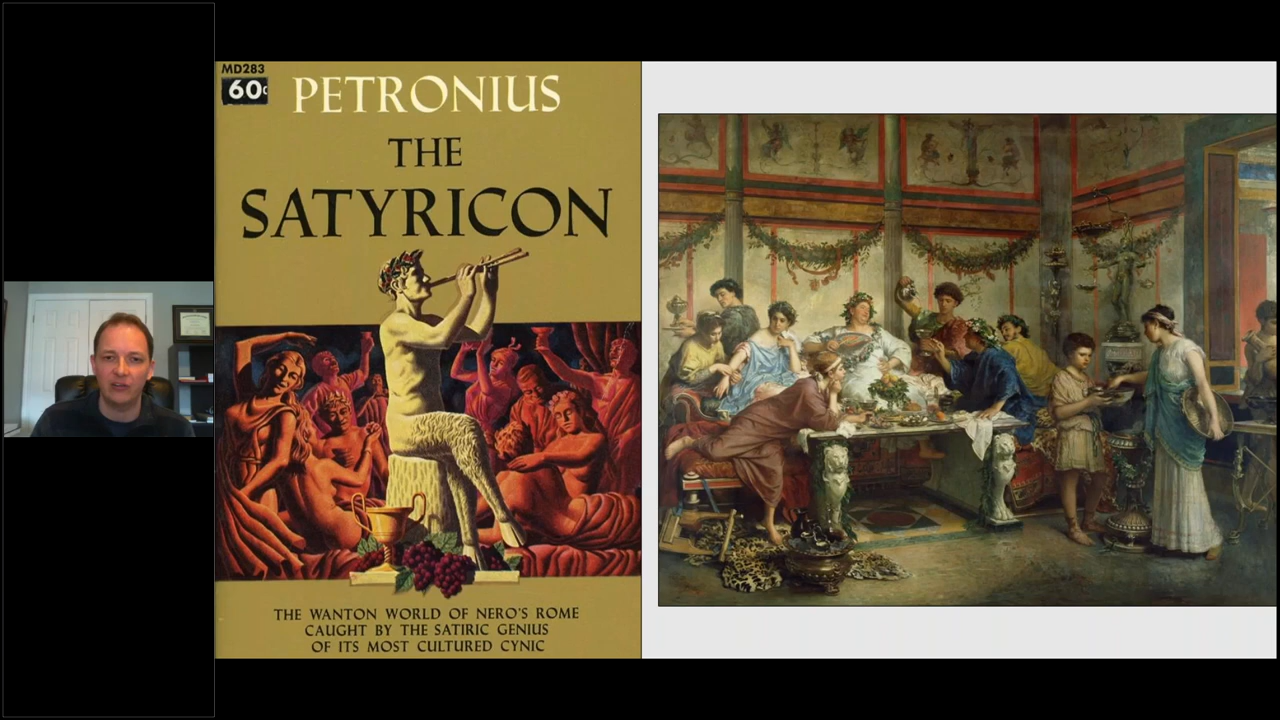 MD283
60¢
PETRONIUS
THE
SATYRICON
THE WANTON WORLD OF NERO'S ROME
CAUGHT BY THE SATIRIC GENIUS
OF ITS MOST CULTURED CYNIC